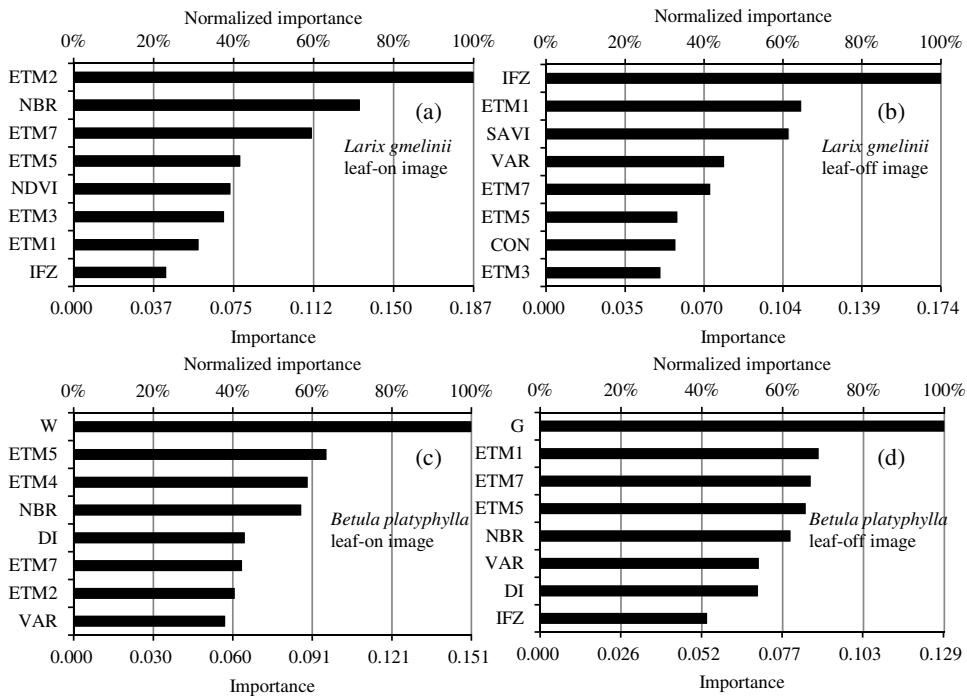 Normalized importance
0% 20% 40% 60% 80% 100%
ETM2
NBR
ETM7
ETM5
NDVI
ETM3
ETM1
IFZ
(a)
Larix gmelinii
leaf-on image
0.000 0.037 0.075 0.112 0.150 0.187
Importance
Normalized importance
0% 20% 40% 60% 80% 100%
IFZ
ETM1
SAVI
VAR
ETM7
ETM5
CON
ETM3
(b)
Larix gmelinii
leaf-off image
0.000 0.035 0.070 0.104 0.139 0.174
Importance
Normalized importance
0% 20% 40% 60% 80% 100%
W
ETM5
ETM4
NBR
DI
ETM7
ETM2
VAR
(c)
Betula platyphylla
leaf-on image
0.000 0.030 0.060 0.091 0.121 0.151
Importance
Normalized importance
0% 20% 40% 60% 80% 100%
G
ETM1
ETM7
ETM5
NBR
VAR
DI
IFZ
(d)
Betula platyphylla
leaf-off image
0.000 0.026 0.052 0.077 0.103 0.129
Importance